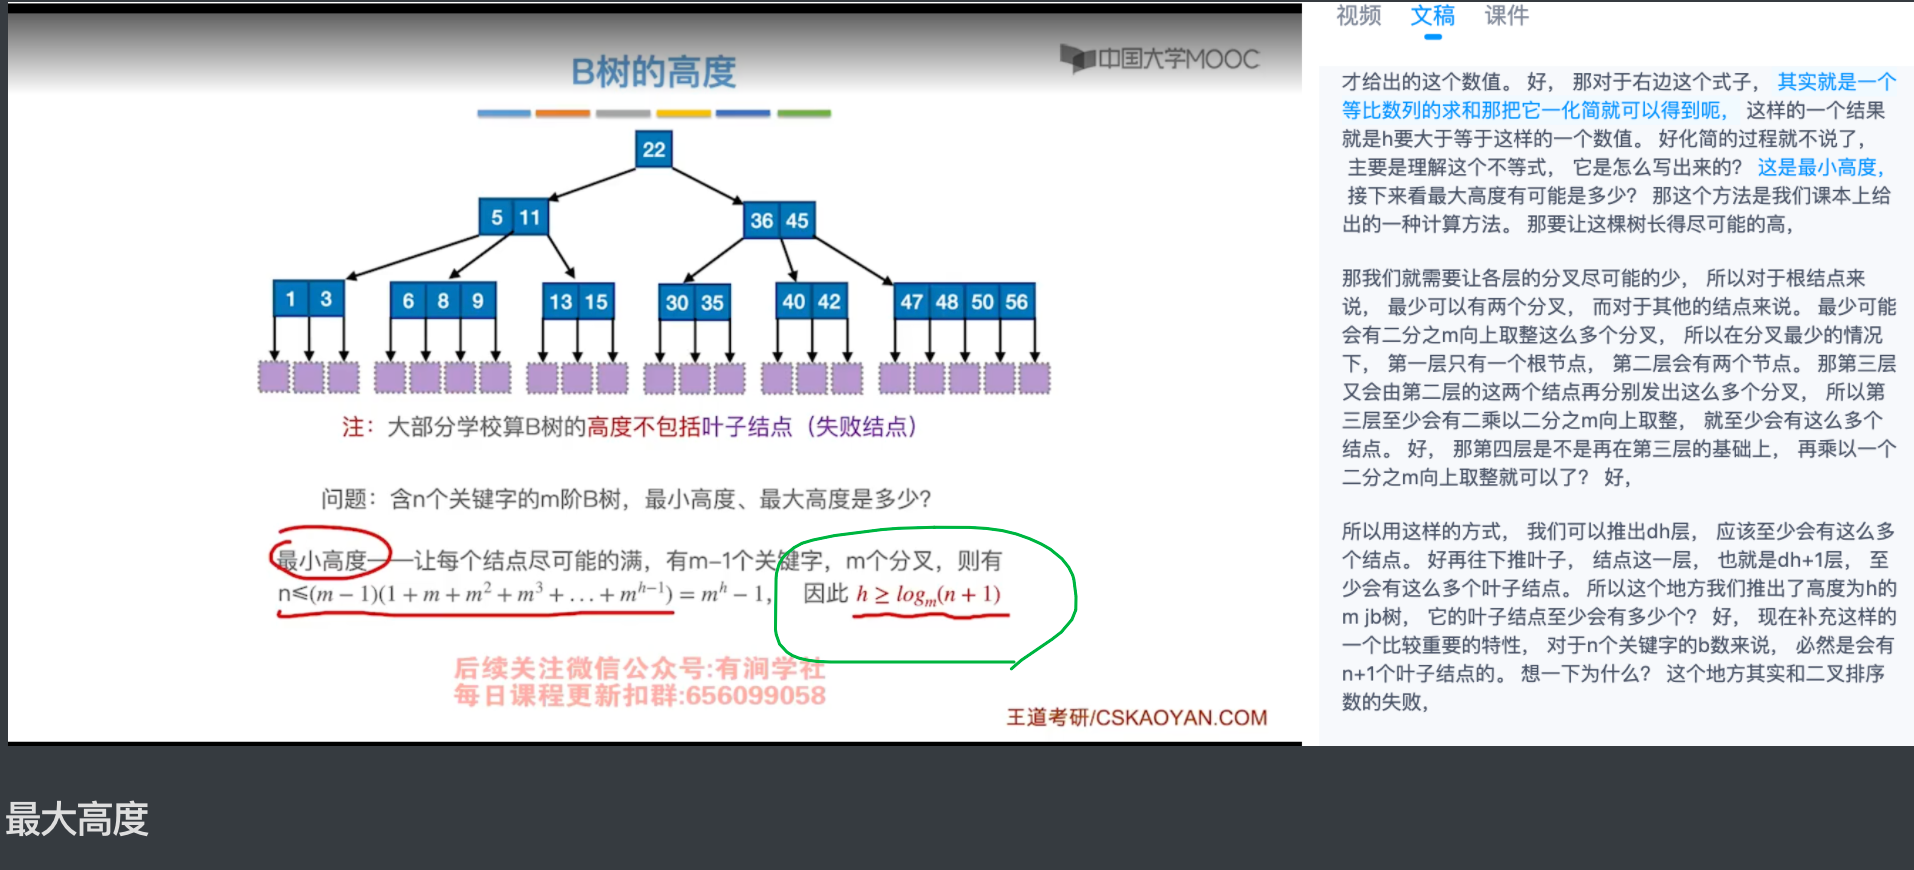 B树的高度
中国大学MOOC
22
5 11
36 45
1 3
6 8 9
13 15
30 35
40 42
47 48 50 56
注：大部分学校算B树的高度不包括叶子结点（失败结点）
问题：含n个关键字的m阶B树，最小高度、最大高度是多少？
最小高度——让每个结点尽可能的满，有m-1个关键字，m个分叉，则有
n≤(m − 1)(1 + m + m² + m³ + … + m^{h−1}) = m^h − 1， 因此 h ≥ log_m(n + 1)
后续关注微信公众号:有涧学社
每日课程更新扣群:656099058
王道考研/CSKAOYAN.COM
视频 文稿 课件
才给出的这个数值。 好， 那对于右边这个式子， 其实就是一个
等比数列的求和那把它一化简就可以得到呃， 这样的一个结果
就是h要大于等于这样的一个数值。 好化简的过程就不说了，
主要是理解这个不等式， 它是怎么写出来的？ 这是最小高度，
接下来看最大高度有可能是多少？ 那这个方法是我们课本上给
出的一种计算方法。 那要让这棵树长得尽可能的高，
那我们就需要让各层的分叉尽可能的少， 所以对于根结点来
说， 最少可以有两个分叉， 而对于其他的结点来说。 最少可能
会有二分之m向上取整这么多个分叉， 所以在分叉最少的情况
下， 第一层只有一个根节点， 第二层会有两个节点。 那第三层
又会由第二层的这两个结点再分别发出这么多个分叉， 所以第
三层至少会有二乘以二分之m向上取整， 就至少会有这么多个
结点。 好， 那第四层是不是再在第三层的基础上， 再乘以一个
二分之m向上取整就可以了？ 好，
所以用这样的方式， 我们可以推出dh层， 应该至少会有这么多
个结点。 好再往下推叶子， 结点这一层， 也就是dh+1层， 至
少会有这么多个叶子结点。 所以这个地方我们推出了高度为h的
m jb树， 它的叶子结点至少会有多少个？ 好， 现在补充这样的
一个比较重要的特性， 对于n个关键字的b数来说， 必然是会有
n+1个叶子结点的。 想一下为什么？ 这个地方其实和二叉排序
数的失败，
最大高度